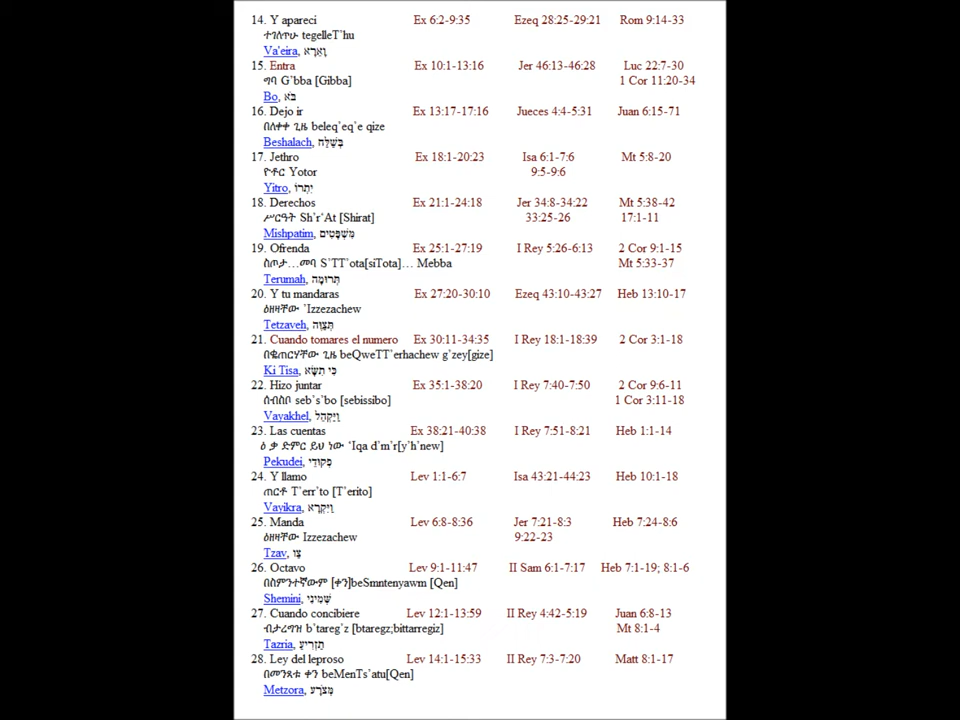 14. Y apareci Ex 6:2-9:35 Ezeq 28:25-29:21 Rom 9:14-33
ተገለጥሁ tegelleT’hu
Va'eira, וָאֵרָא
15. Entra Ex 10:1-13:16 Jer 46:13-46:28 Luc 22:7-30
ግባ G’bba [Gibba] 1 Cor 11:20-34
Bo, בֹּא
16. Dejo ir Ex 13:17-17:16 Jueces 4:4-5:31 Juan 6:15-71
በለቀቀ ጊዜ beleq’eq’e qize
Beshalach, בְּשַׁלַּח
17. Jethro Ex 18:1-20:23 Isa 6:1-7:6 Mt 5:8-20
ዮቶር Yotor 9:5-9:6
Yitro, יִתְרוֹ
18. Derechos Ex 21:1-24:18 Jer 34:8-34:22 Mt 5:38-42
ሥርዓት Sh’r’At [Shirat] 33:25-26 17:1-11
Mishpatim, מִּשְׁפָּטִים
19. Ofrenda Ex 25:1-27:19 I Rey 5:26-6:13 2 Cor 9:1-15
ስጦታ…መባ S’TT’ota[siTota]… Mebba Mt 5:33-37
Terumah, תְּרוּמָה
20. Y tu mandaras Ex 27:20-30:10 Ezeq 43:10-43:27 Heb 13:10-17
ዕዘዛቸው ’Izzezachew
Tetzaveh, תְּצַוֶּה
21. Cuando tomares el numero Ex 30:11-34:35 I Rey 18:1-18:39 2 Cor 3:1-18
በቈጠርሃቸው ጊዜ beQweTT’erhachew g’zey[gize]
Ki Tisa, כִּי תִשָּׂא
22. Hizo juntar Ex 35:1-38:20 I Rey 7:40-7:50 2 Cor 9:6-11
ሰብስቦ seb’s’bo [sebissibo] 1 Cor 3:11-18
Vayakhel, וַיַּקְהֵל
23. Las cuentas Ex 38:21-40:38 I Rey 7:51-8:21 Heb 1:1-14
ዕ ቃ ድምር ይህ ነው ‘Iqa d’m’r[y’h’new]
Pekudei, פְקוּדֵי
24. Y llamo Lev 1:1-6:7 Isa 43:21-44:23 Heb 10:1-18
ጠርቶ T’err’to [T’erito]
Vayikra, וַיִּקְרָא
25. Manda Lev 6:8-8:36 Jer 7:21-8:3 Heb 7:24-8:6
ዕዘዛቸው Izzezachew 9:22-23
Tzav, צַו
26. Octavo Lev 9:1-11:47 II Sam 6:1-7:17 Heb 7:1-19; 8:1-6
በስምንተኛውም [ቀን]beSmntenyawm [Qen]
Shemini, שְּׁמִינִי
27. Cuando concibiere Lev 12:1-13:59 II Rey 4:42-5:19 Juan 6:8-13
ብታረግዝ b’tareg’z [btaregz;bittarregiz] Mt 8:1-4
Tazria, תַזְרִיעַ
28. Ley del leproso Lev 14:1-15:33 II Rey 7:3-7:20 Matt 8:1-17
በመንጻቱ ቀን beMenTs’atu[Qen]
Metzora, מְּצֹרָע